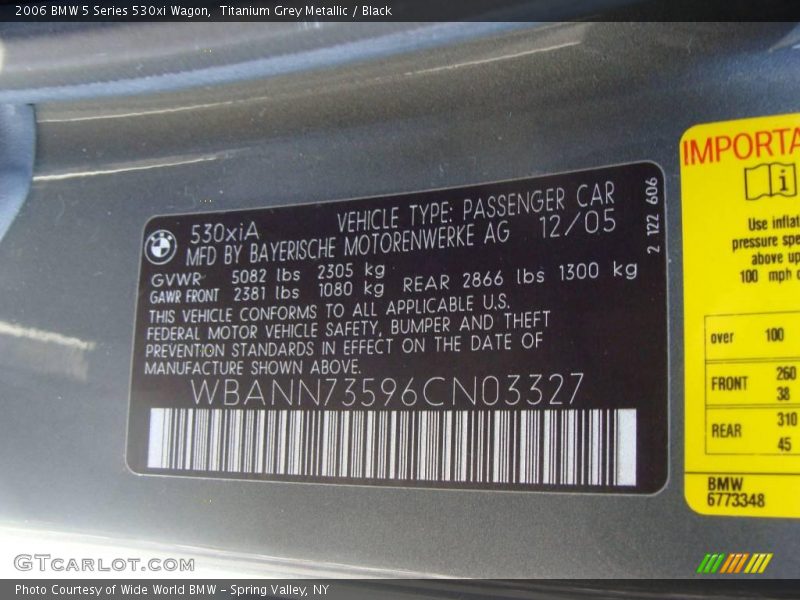 2006 BMW 5 Series 530xi Wagon,  Titanium Grey Metallic / Black
530xiA VEHICLE TYPE: PASSENGER CAR
MFD BY BAYERISCHE MOTORENWERKE AG 12/05
GVWR 5082 lbs 2305 kg
GAWR FRONT 2381 lbs 1080 kg REAR 2866 lbs 1300 kg
THIS VEHICLE CONFORMS TO ALL APPLICABLE U.S.
FEDERAL MOTOR VEHICLE SAFETY, BUMPER AND THEFT
PREVENTION STANDARDS IN EFFECT ON THE DATE OF
MANUFACTURE SHOWN ABOVE.
WBANN73596CN03327
2 122 606
IMPORTA
i
Use inflat
pressure spe
above up
100 mph
over 100
FRONT 260
38
REAR 310
45
BMW
6773348
GTCARLOT.COM
Photo Courtesy of Wide World BMW - Spring Valley, NY